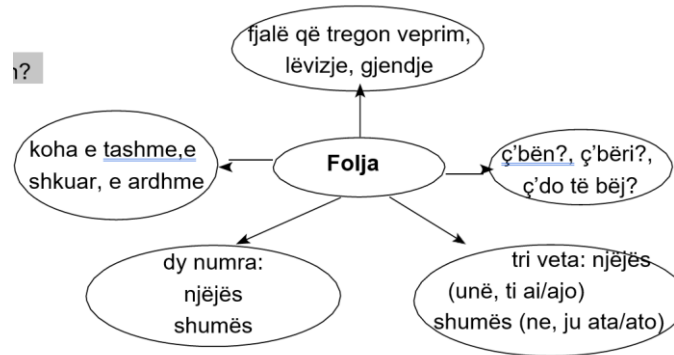 fjalë që tregon veprim,
lëvizje, gjendje
?
koha e tashme,e
shkuar, e ardhme
Folja
ç’bën?, ç’bëri?,
ç’do të bëj?
dy numra:
njëjës
shumës
tri veta: njëjës
(unë, ti ai/ajo)
shumës (ne, ju ata/ato)